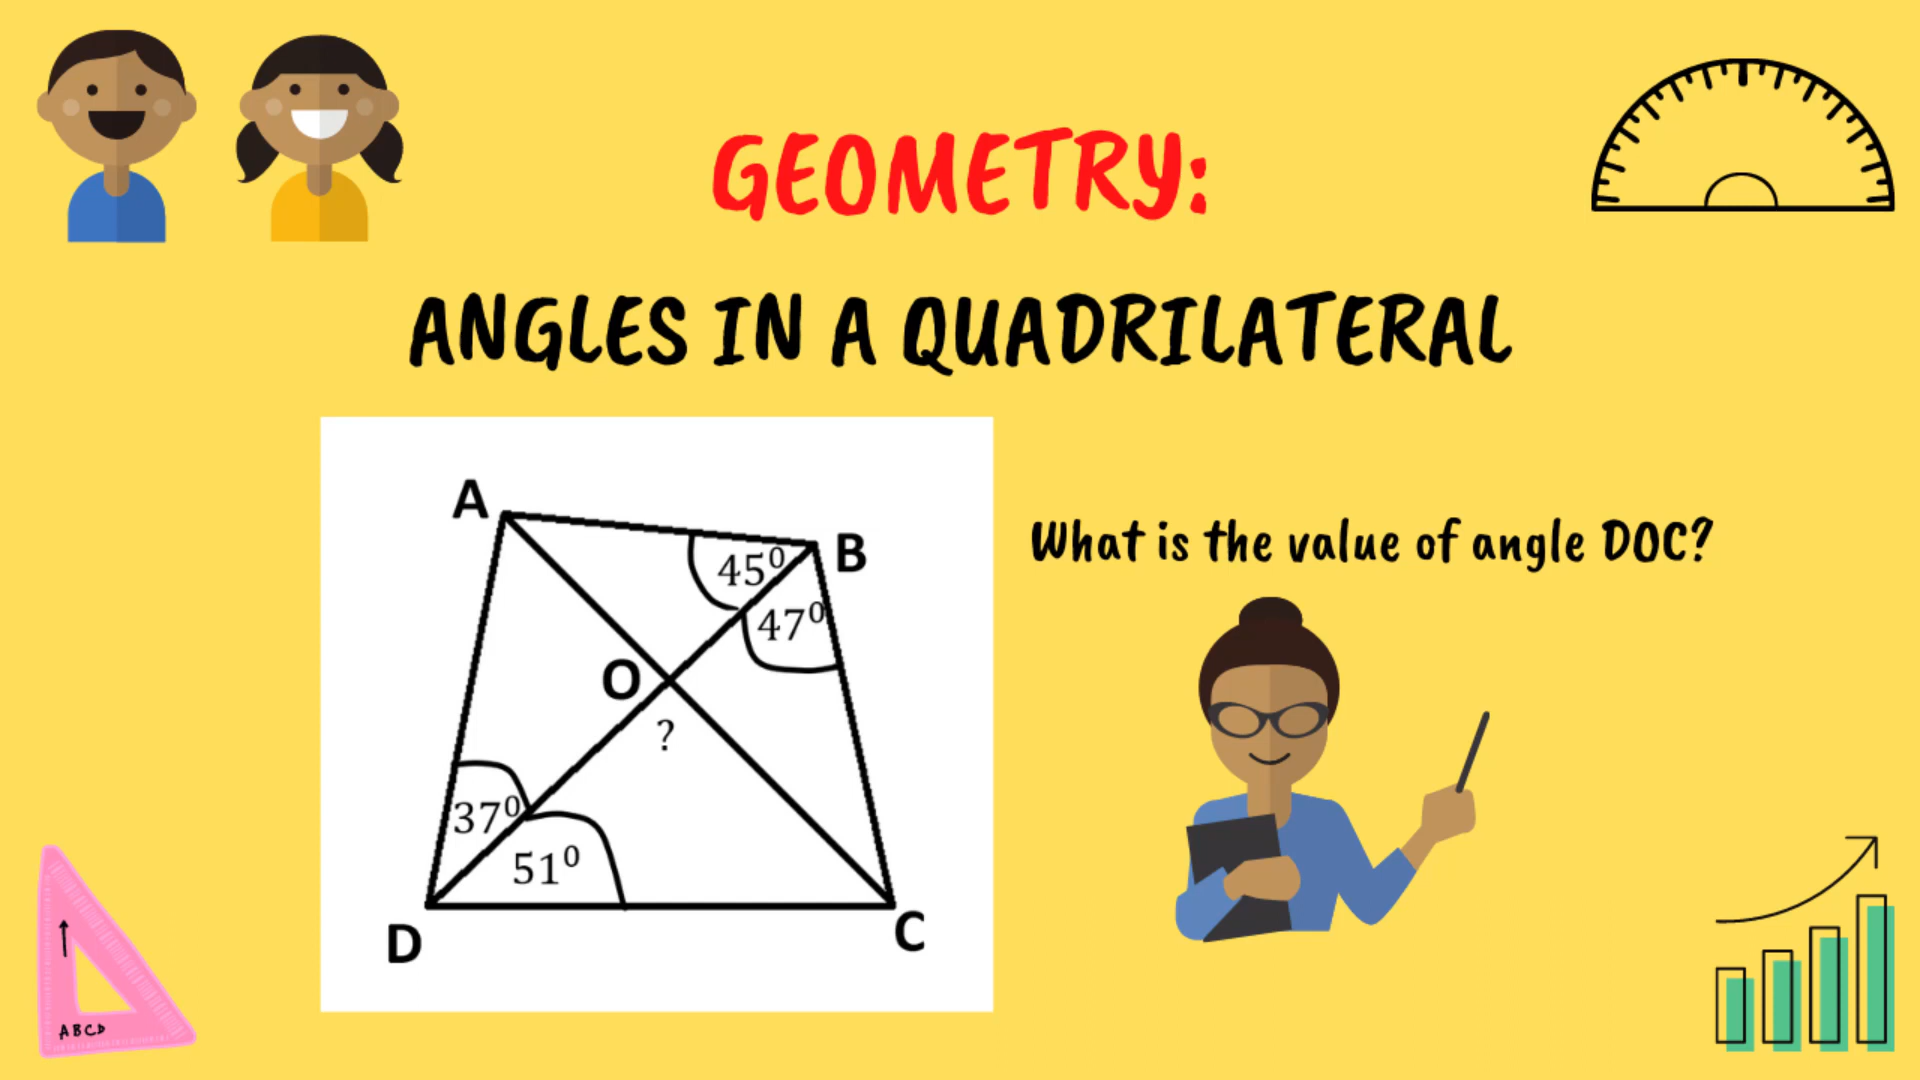 GEOMETRY:
ANGLES IN A QUADRILATERAL
What is the value of angle DOC?
A
B
45⁰
47⁰
O
?
37⁰
51⁰
D
C
ABCD